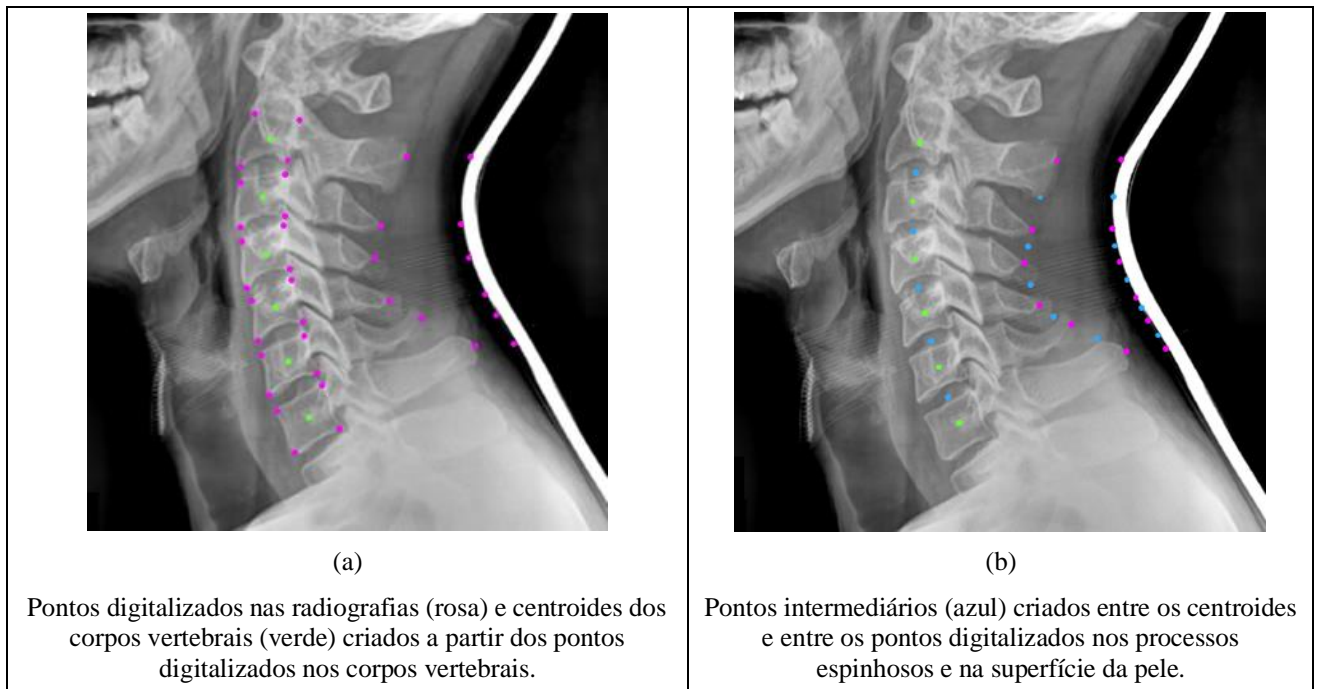 (a)
Pontos digitalizados nas radiografias (rosa) e centroides dos
corpos vertebrais (verde) criados a partir dos pontos
digitalizados nos corpos vertebrais.
(b)
Pontos intermediários (azul) criados entre os centroides
e entre os pontos digitalizados nos processos
espinhosos e na superfície da pele.